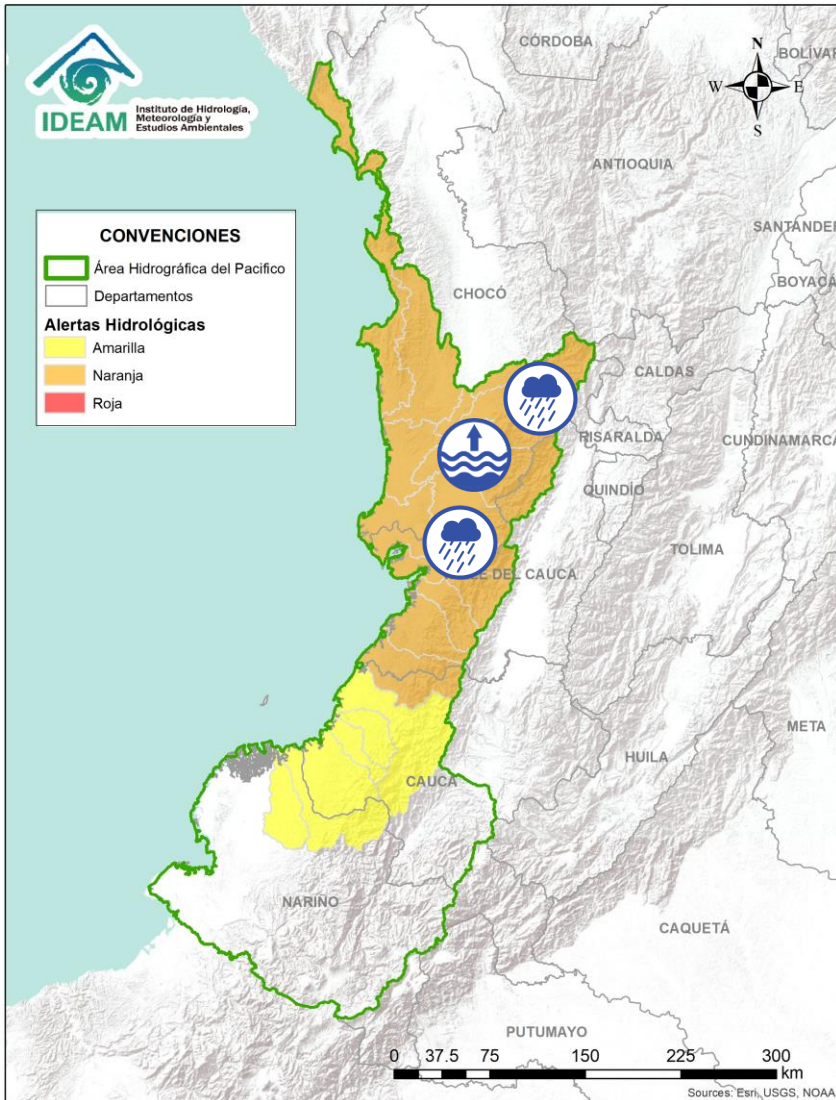 CÓRDOBA
BOLÍVAR
N
W
E
S
IDEAM
Instituto de Hidrología,
Meteorología y
Estudios Ambientales
ANTIOQUIA
SANTANDER
BOYACÁ
CONVENCIONES
Área Hidrográfica del Pacifico
Departamentos
Alertas Hidrológicas
Amarilla
Naranja
Roja
CHOCÓ
CALDAS
RISARALDA
CUNDINAMARCA
QUINDÍO
TOLIMA
DEL CAUCA
META
HUILA
CAUCA
NARIÑO
CAQUETÁ
PUTUMAYO
0 37.5 75 150 225 300
km
Sources: Esri, USGS, NOAA